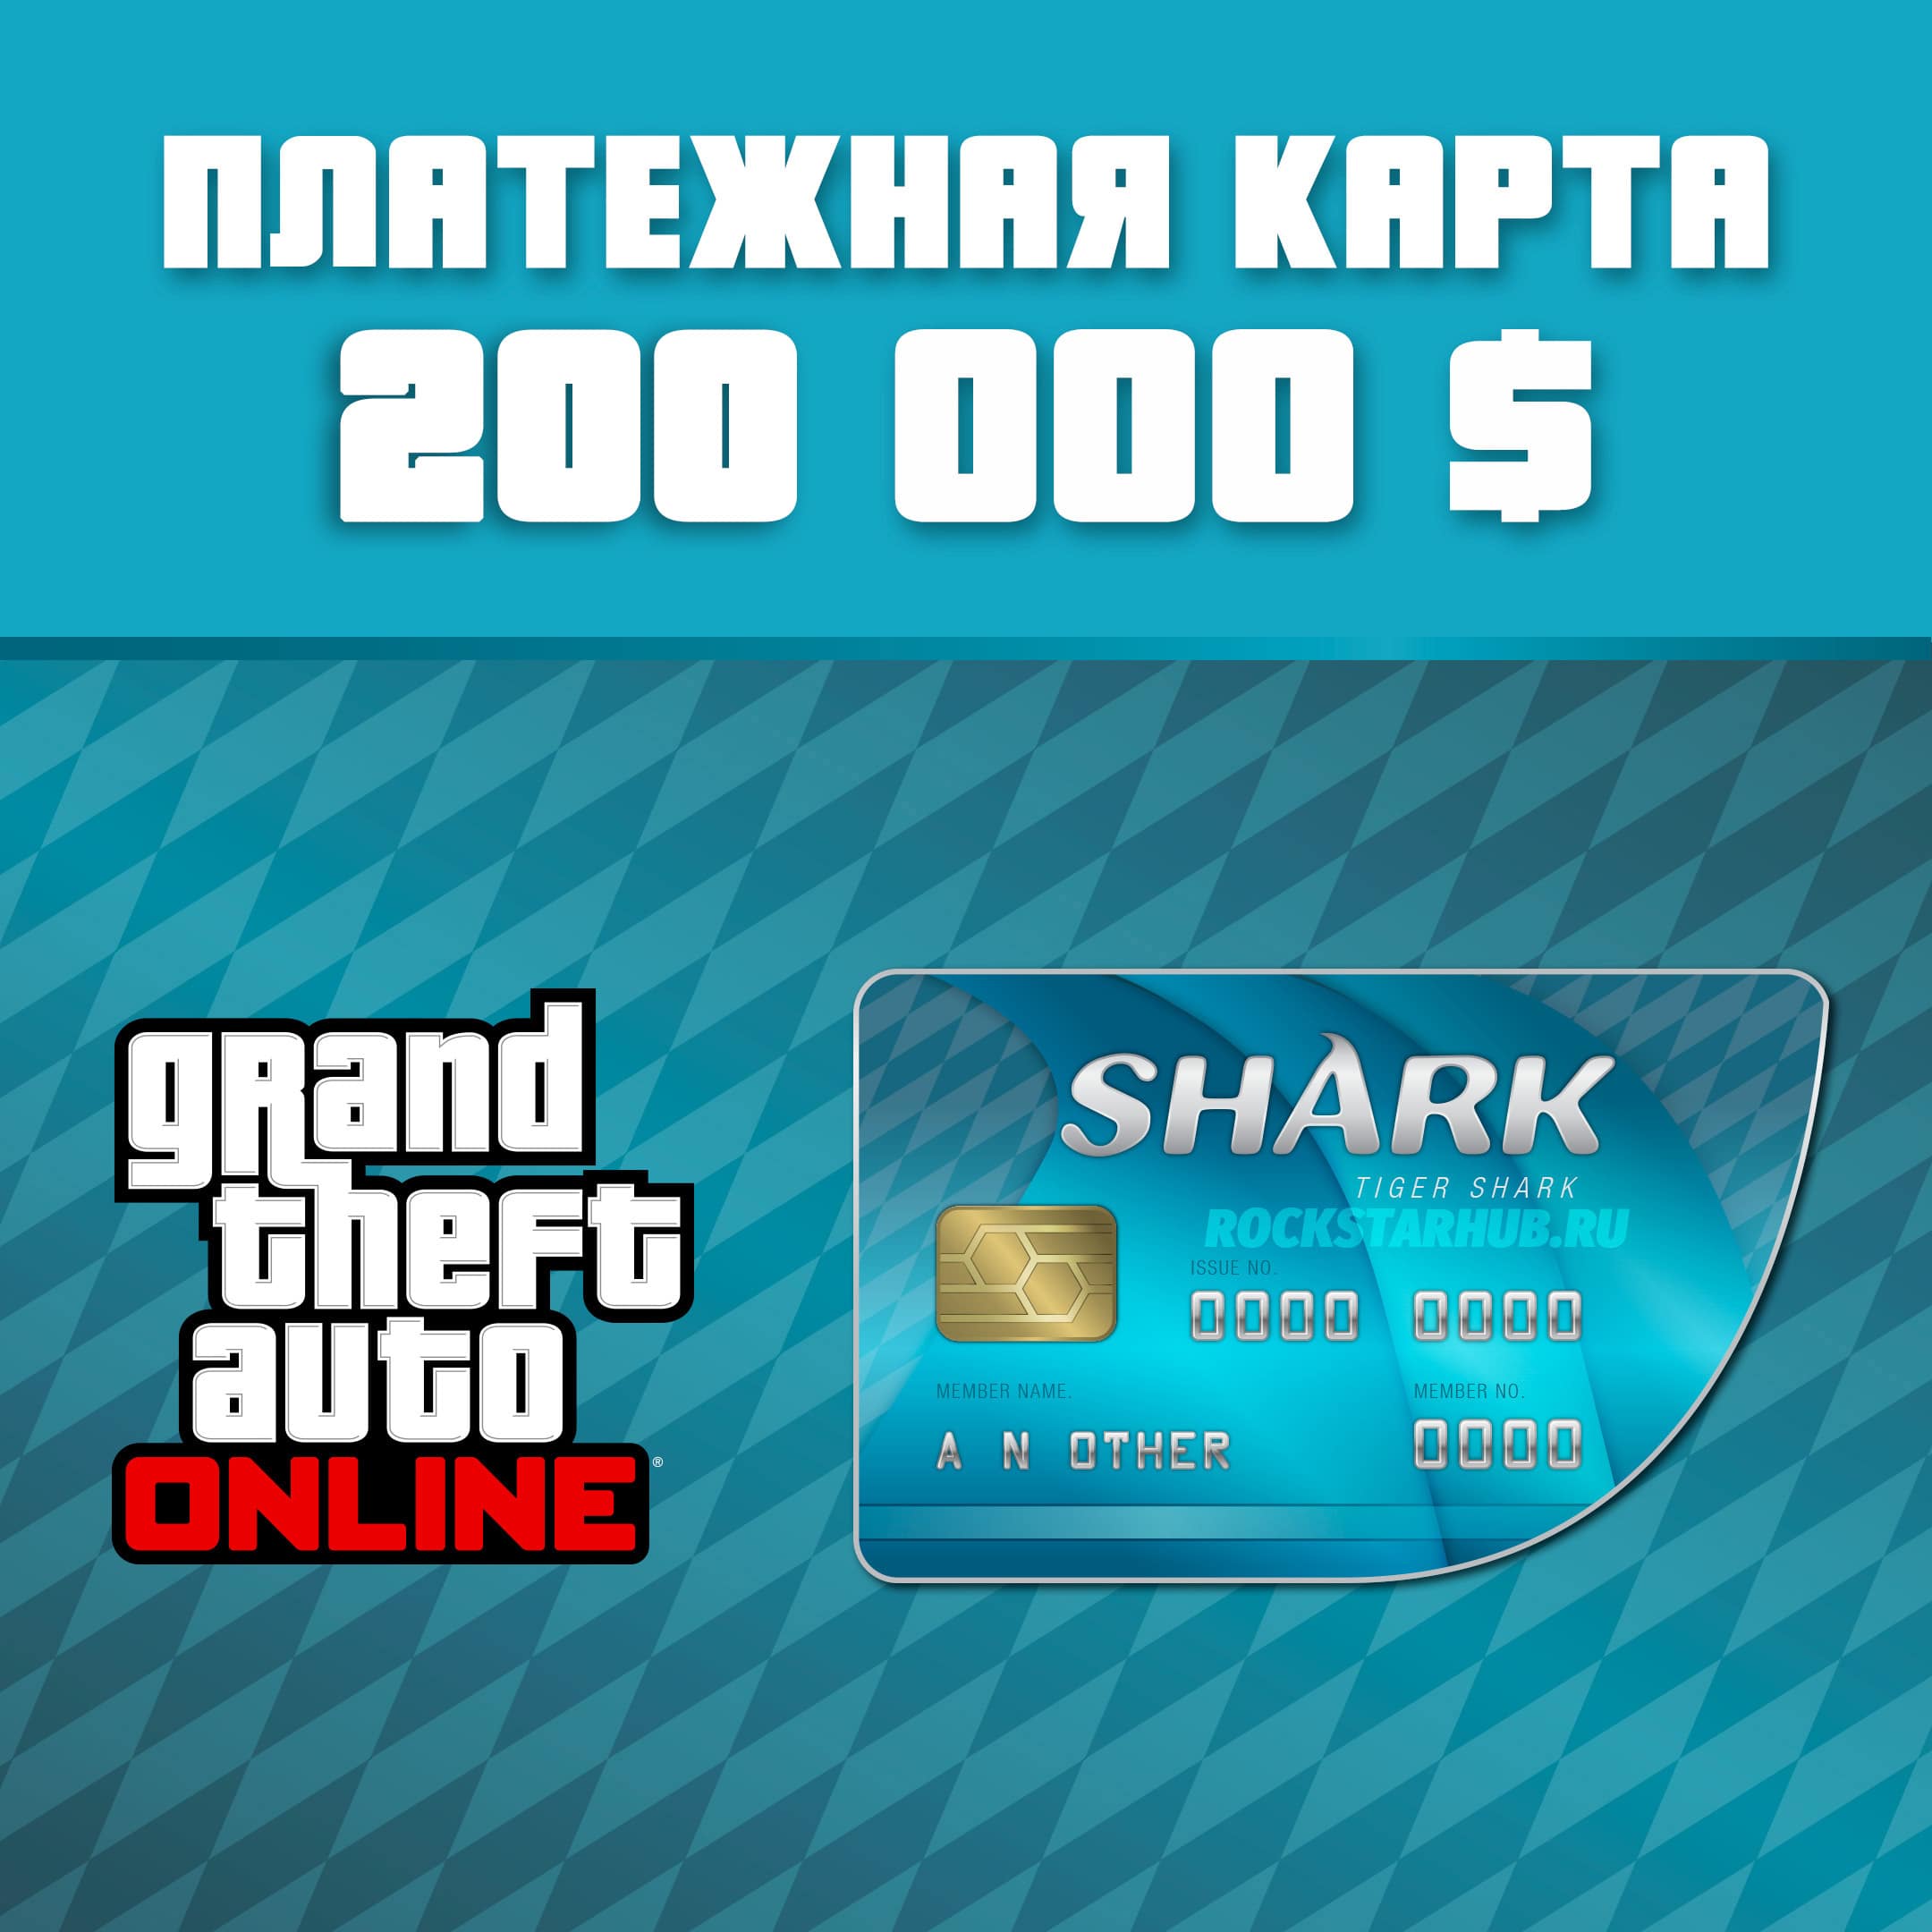 ПЛАТЕЖНАЯ КАРТА
200 000 $
grand
theft
auto
ONLINE®
SHARK
TIGER SHARK
ROCKSTARHUB.RU
ISSUE NO.
0000 0000
MEMBER NAME. MEMBER NO.
A N OTHER 0000